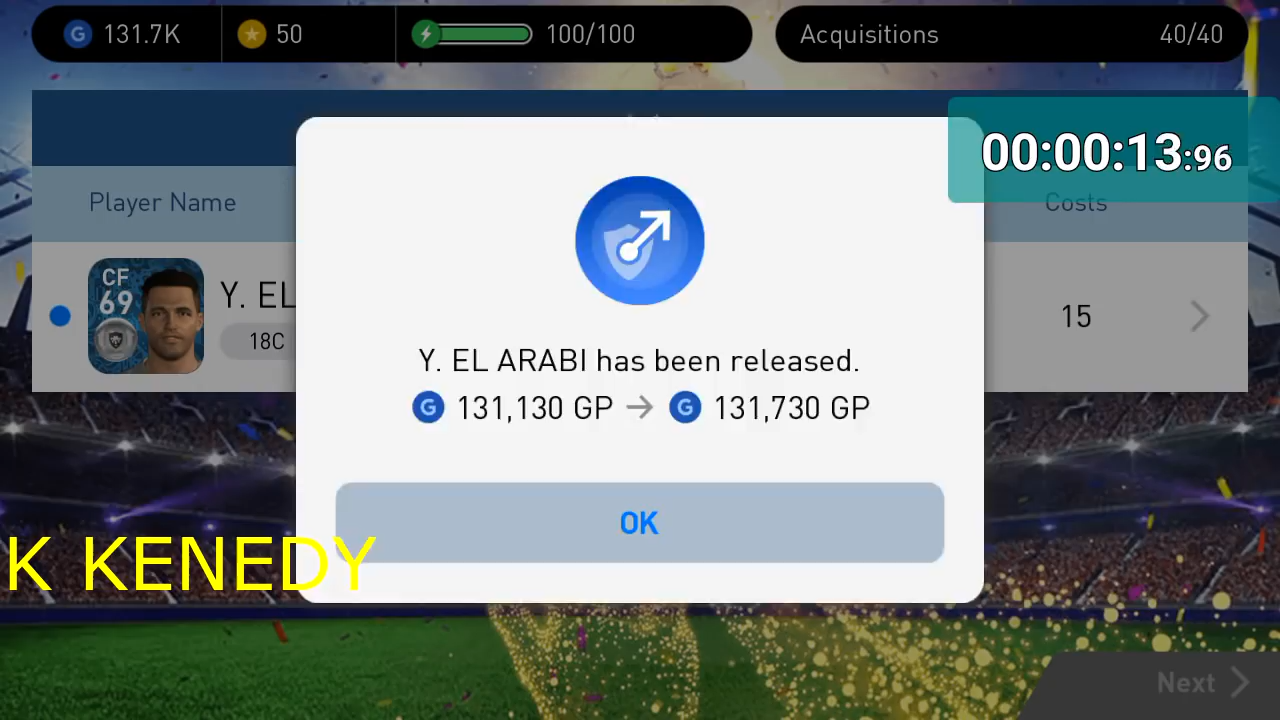 G 131.7K 50 100/100 Acquisitions 40/40
00:00:13:96
Player Name Costs
CF
69
Y. EL
18C
15
Y. EL ARABI has been released.
G 131,130 GP → G 131,730 GP
OK
K KENEDY
Next